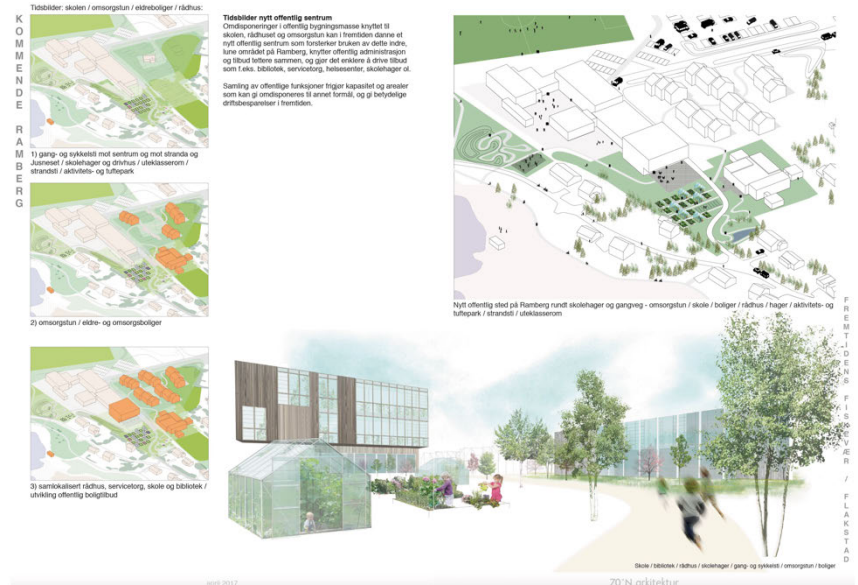 Tidsbilder: skolen / omsorgstun / eldreboliger / rådhus:
KOMMENDE RAMBERG
1) gang- og sykkelsti mot sentrum og mot stranda og
Jusneset / skolehager og drivhus / uteklasserom /
strandsti / aktivitets- og tuftepark
2) omsorgstun / eldre- og omsorgsboliger
3) samlokalisert rådhus, servicetorg, skole og bibliotek /
utvikling offentlig boligtilbud
Tidsbilder nytt offentlig sentrum
Omdisponeringer i offentlig bygningsmasse knyttet til
skolen, rådhuset og omsorgstun kan i fremtiden danne et
nytt offentlig sentrum som forsterker bruken av dette indre,
lune området på Ramberg, knytter offentlig administrasjon
og tilbud tettere sammen, og gjør det enklere å drive tilbud
som f.eks. bibliotek, servicetorg, helsesenter, skolehager ol.
Samling av offentlige funksjoner frigjør kapasitet og arealer
som kan gi omdisponeres til annet formål, og gi betydelige
driftsbesparelser i fremtiden.
Nytt offentlig sted på Ramberg rundt skolehager og gangveg - omsorgstun / skole / boliger / rådhus / hager / aktivitets- og
tuftepark / strandsti / uteklasserom
FREMTIDENS FISKEVÆR / FLAKSTAD
Skole / bibliotek / rådhus / skolehager / gang- og sykkelsti / omsorgstun / boliger
april 2017
70°N arkitektur